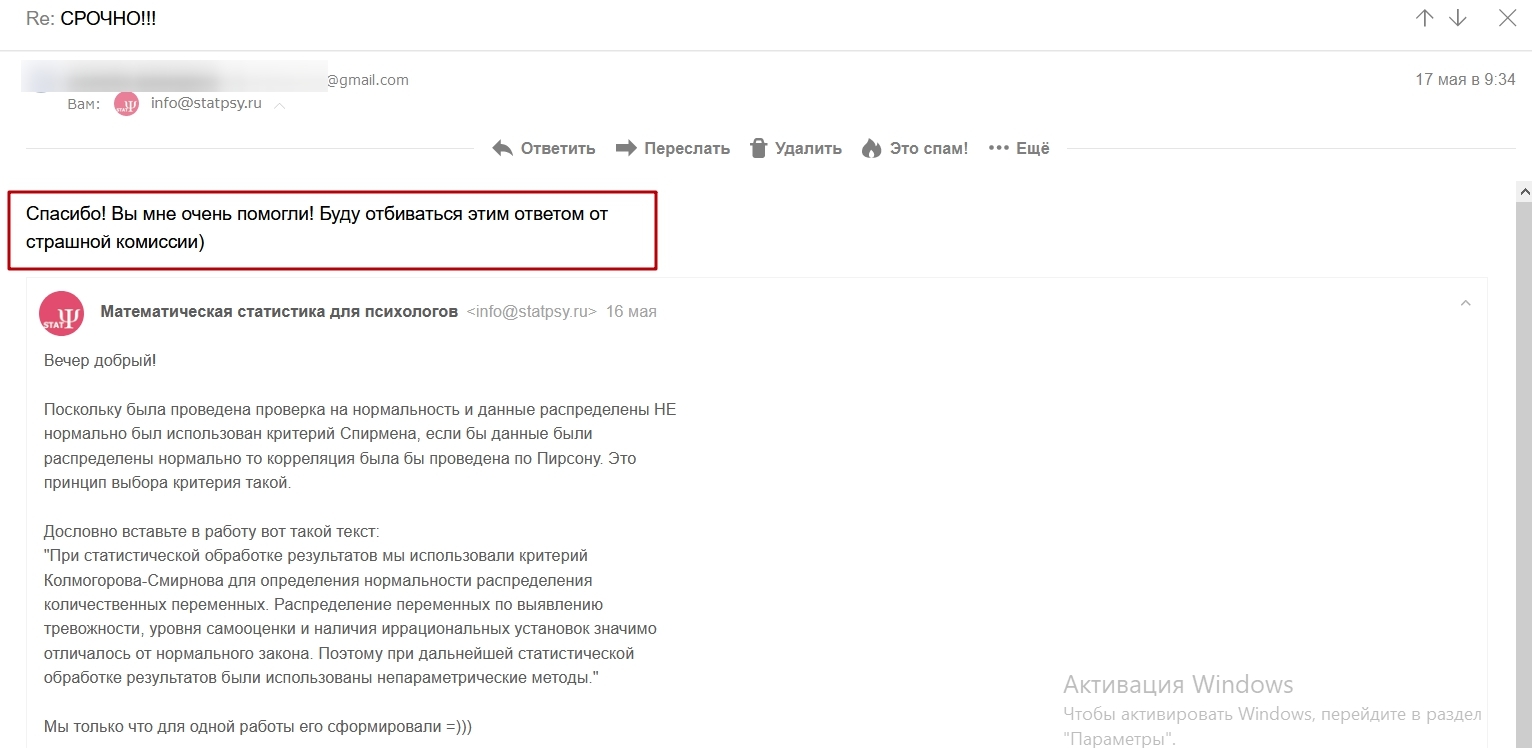 Re: СРОЧНО!!!
@gmail.com
17 мая в 9:34
Вам: info@statpsy.ru
Ответить Переслать Удалить Это спам! Ещё
Спасибо! Вы мне очень помогли! Буду отбиваться этим ответом от
страшной комиссии)
STAT Ψ
Математическая статистика для психологов <info@statpsy.ru> 16 мая
Вечер добрый!
Поскольку была проведена проверка на нормальность и данные распределены НЕ
нормально был использован критерий Спирмена, если бы данные были
распределены нормально то корреляция была бы проведена по Пирсону. Это
принцип выбора критерия такой.
Дословно вставьте в работу вот такой текст:
"При статистической обработке результатов мы использовали критерий
Колмогорова-Смирнова для определения нормальности распределения
количественных переменных. Распределение переменных по выявлению
тревожности, уровня самооценки и наличия иррациональных установок значимо
отличалось от нормального закона. Поэтому при дальнейшей статистической
обработке результатов были использованы непараметрические методы."
Мы только что для одной работы его сформировали =)))
Активация Windows
Чтобы активировать Windows, перейдите в раздел
"Параметры".